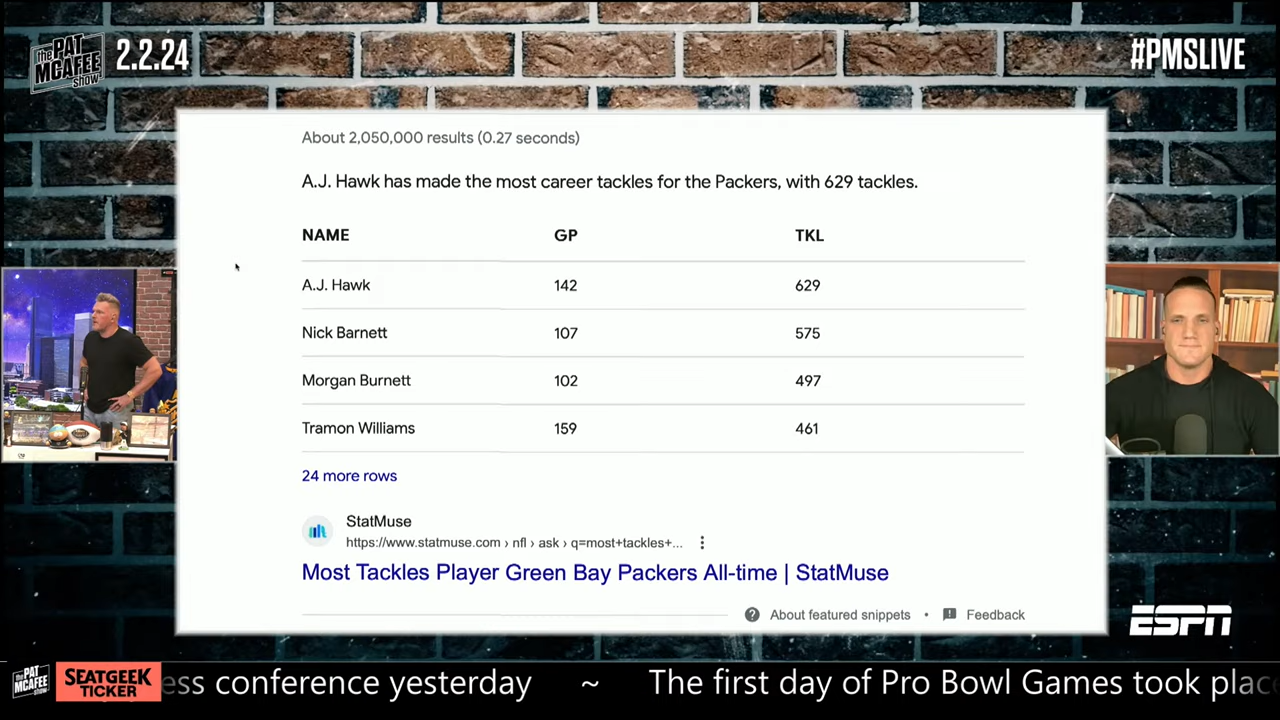 the PAT MCAFEE show
2.2.24
#PMSLIVE
About 2,050,000 results (0.27 seconds)
A.J. Hawk has made the most career tackles for the Packers, with 629 tackles.
NAME GP TKL
A.J. Hawk 142 629
Nick Barnett 107 575
Morgan Burnett 102 497
Tramon Williams 159 461
24 more rows
StatMuse
https://www.statmuse.com › nfl › ask › q=most+tackles+...
Most Tackles Player Green Bay Packers All-time | StatMuse
About featured snippets • Feedback
ESPN
the PAT MCAFEE show
SEATGEEK
TICKER
ess conference yesterday ~ The first day of Pro Bowl Games took place